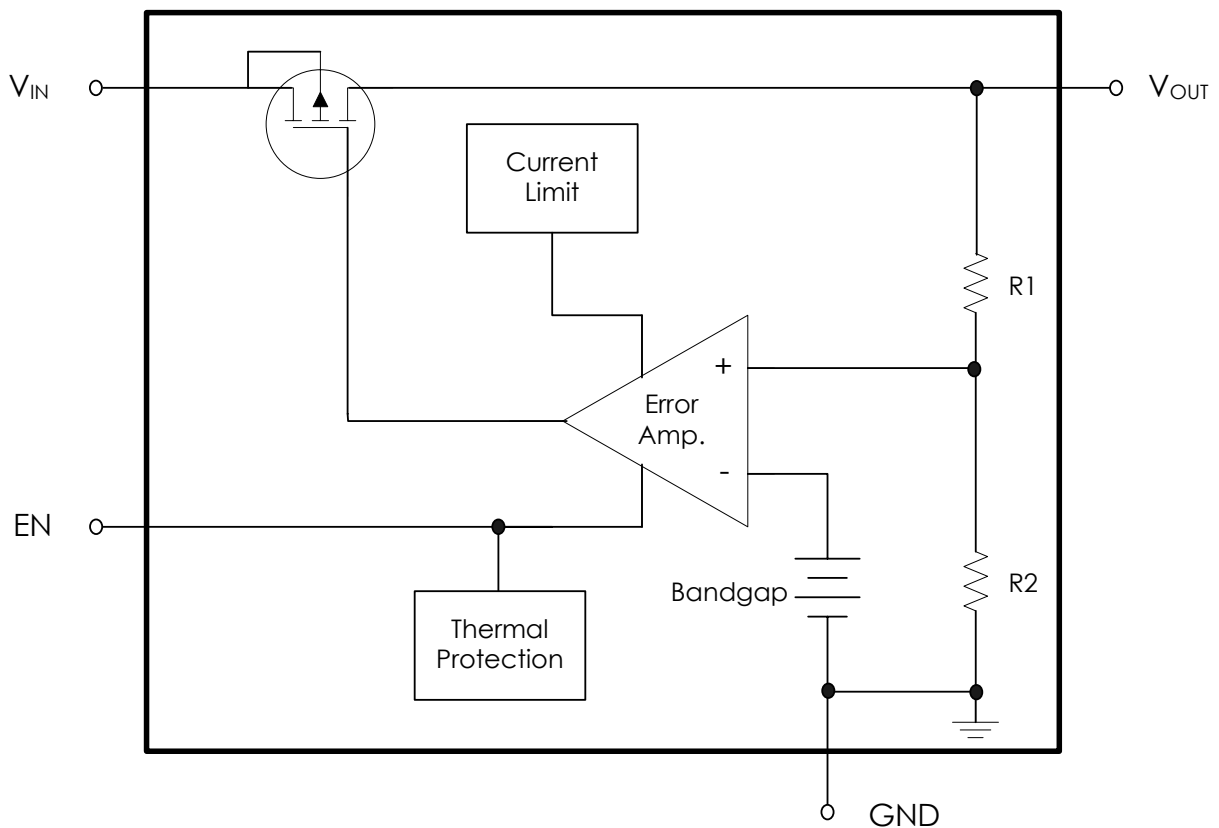 VIN
VOUT
Current
Limit
R1
+
Error
Amp.
-
EN
Bandgap
R2
Thermal
Protection
GND